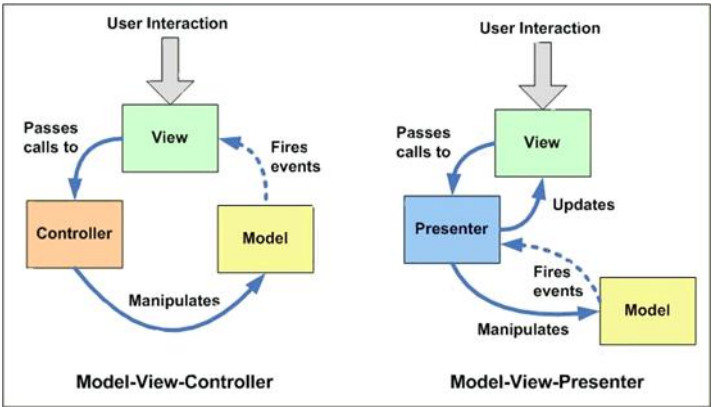 User Interaction
View
Passes
calls to
Fires
events
Controller
Model
Manipulates
Model-View-Controller
User Interaction
View
Passes
calls to
Updates
Presenter
Fires
events
Model
Manipulates
Model-View-Presenter